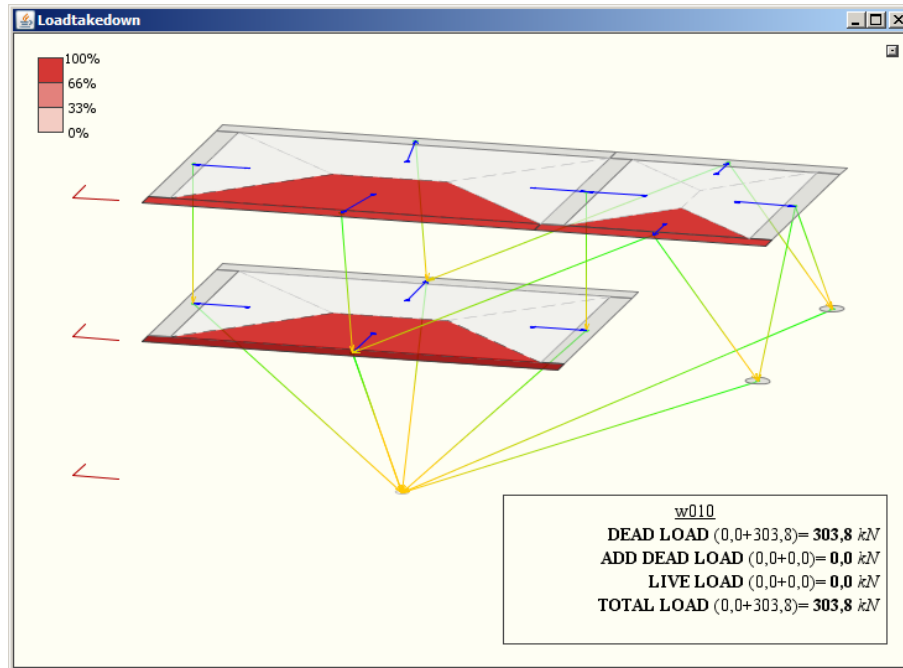 Loadtakedown
100%
66%
33%
0%
w010
DEAD LOAD (0,0+303,8)= 303,8 kN
ADD DEAD LOAD (0,0+0,0)= 0,0 kN
LIVE LOAD (0,0+0,0)= 0,0 kN
TOTAL LOAD (0,0+303,8)= 303,8 kN